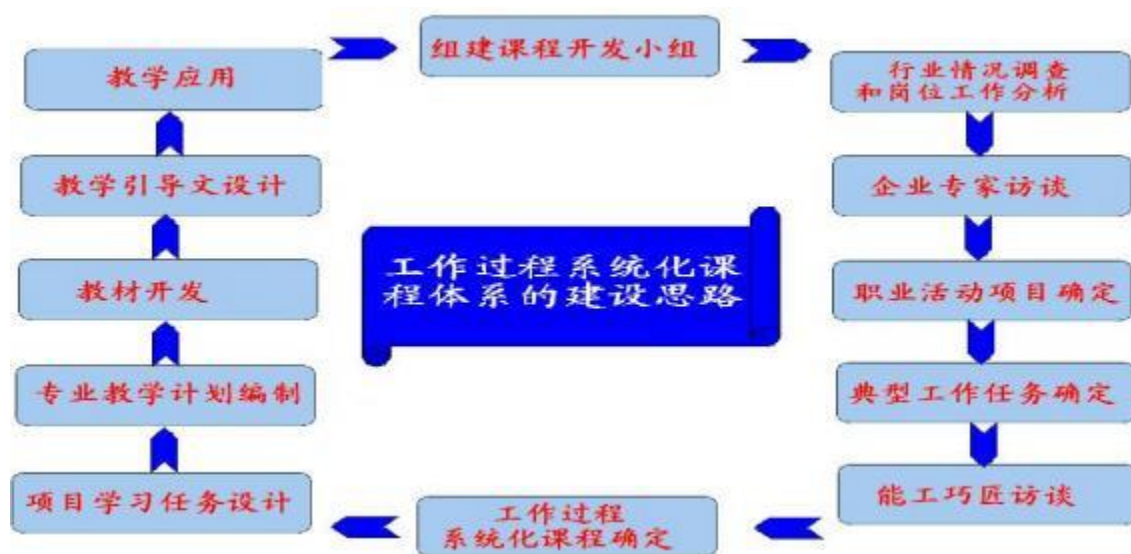 组建课程开发小组
教学应用
行业情况调查
和岗位工作分析
教学引导文设计
企业专家访谈
工作过程系统化课
程体系的建设思路
教材开发
职业活动项目确定
专业教学计划编制
典型工作任务确定
项目学习任务设计
工作过程
系统化课程确定
能工巧匠访谈